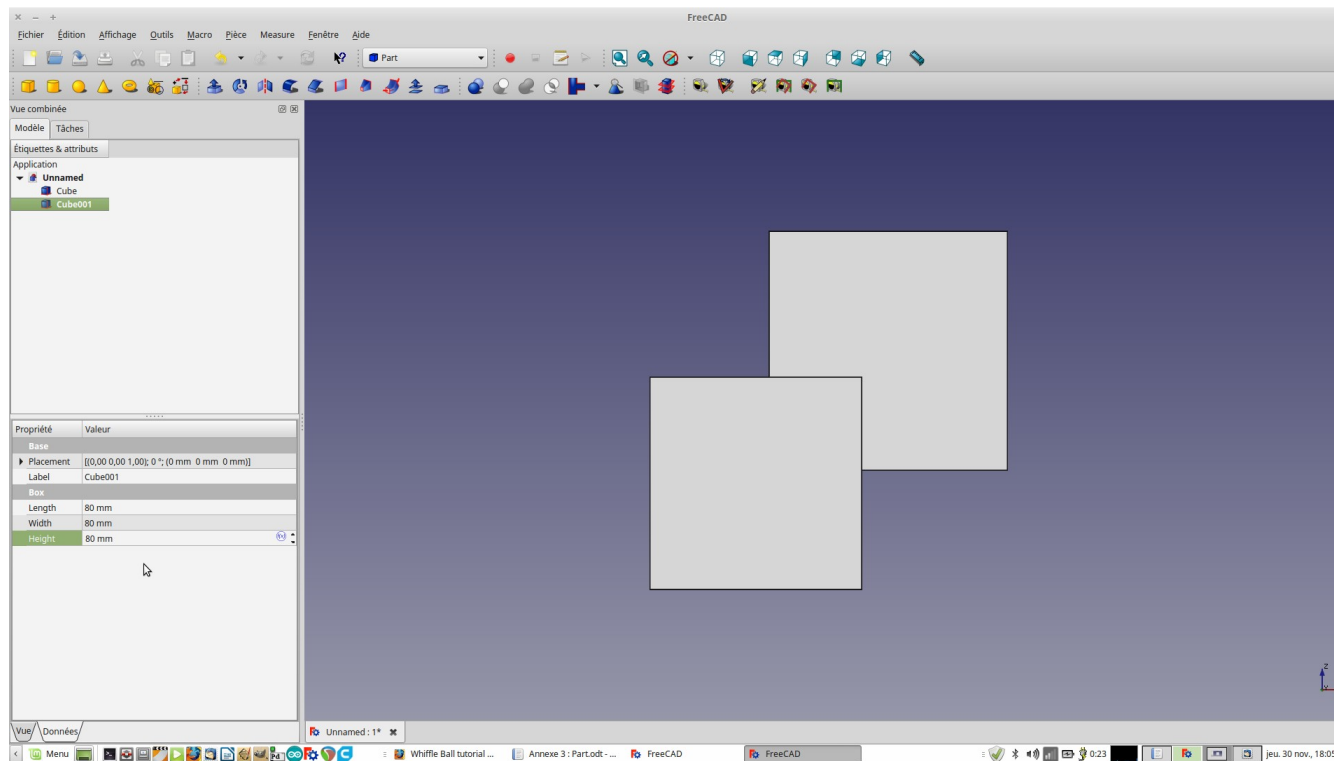 FreeCAD
Fichier Édition Affichage Outils Macro Pièce Measure Fenêtre Aide
Part
Vue combinée
Modèle Tâches
Étiquettes & attributs
Application
Unnamed
Cube
Cube001
Propriété Valeur
Base
Placement [(0,00 0,00 1,00); 0 °; (0 mm 0 mm 0 mm)]
Label Cube001
Box
Length 80 mm
Width 80 mm
Height 80 mm
Z
Vue Données
Unnamed : 1*
Menu Whiffle Ball tutorial ... Annexe 3 : Part.odt - ... FreeCAD FreeCAD 0:23 jeu. 30 nov., 18:05